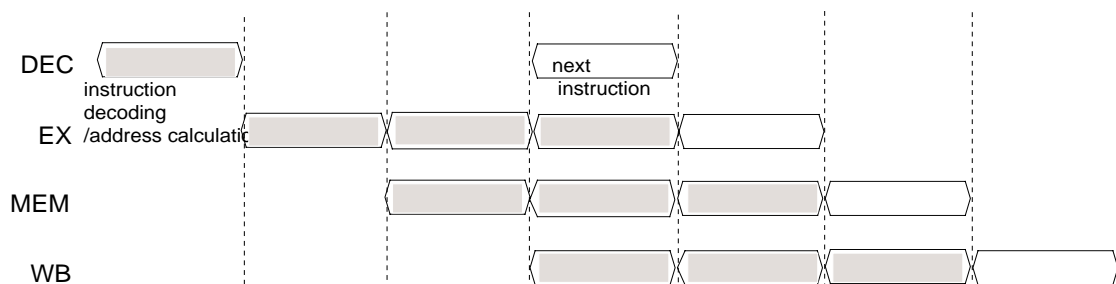 DEC
next
instruction
instruction
decoding
/address calculatio
EX
MEM
WB